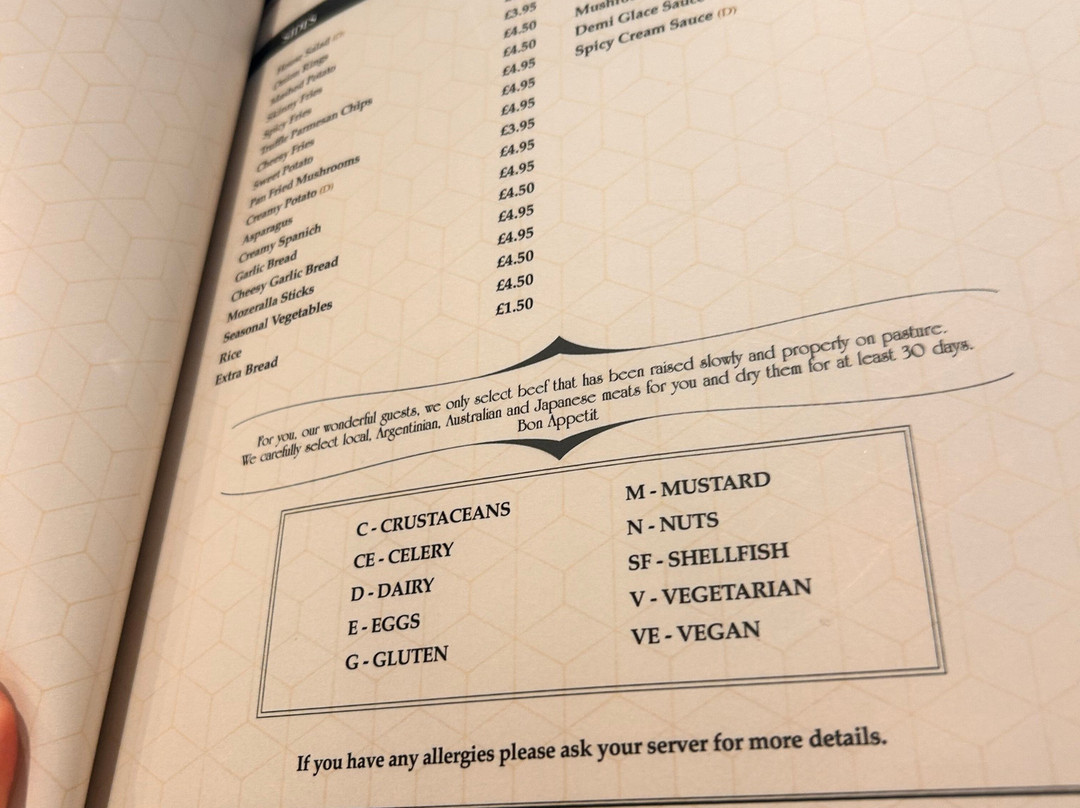 SIDES
House Salad (D)
Onion Rings
Mashed Potato
Skinny Fries
Spicy Fries
Truffle Parmesan Chips
Cheesy Fries
Sweet Potato
Pan Fried Mushrooms
Creamy Potato (D)
Asparagus
Creamy Spanich
Garlic Bread
Cheesy Garlic Bread
Mozeralla Sticks
Seasonal Vegetables
Rice
Extra Bread
£3.95
£4.50
£4.50
£4.95
£4.95
£4.95
£3.95
£4.95
£4.95
£4.50
£4.95
£4.95
£4.50
£4.50
£1.50
Demi Glace Sauce
Spicy Cream Sauce (D)
For you, our wonderful guests, we only select beef that has been raised slowly and properly on pasture.
We carefully select local, Argentinian, Australian and Japanese meats for you and dry them for at least 30 days.
Bon Appetit
C - CRUSTACEANS
CE - CELERY
D - DAIRY
E - EGGS
G - GLUTEN
M - MUSTARD
N - NUTS
SF - SHELLFISH
V - VEGETARIAN
VE - VEGAN
If you have any allergies please ask your server for more details.